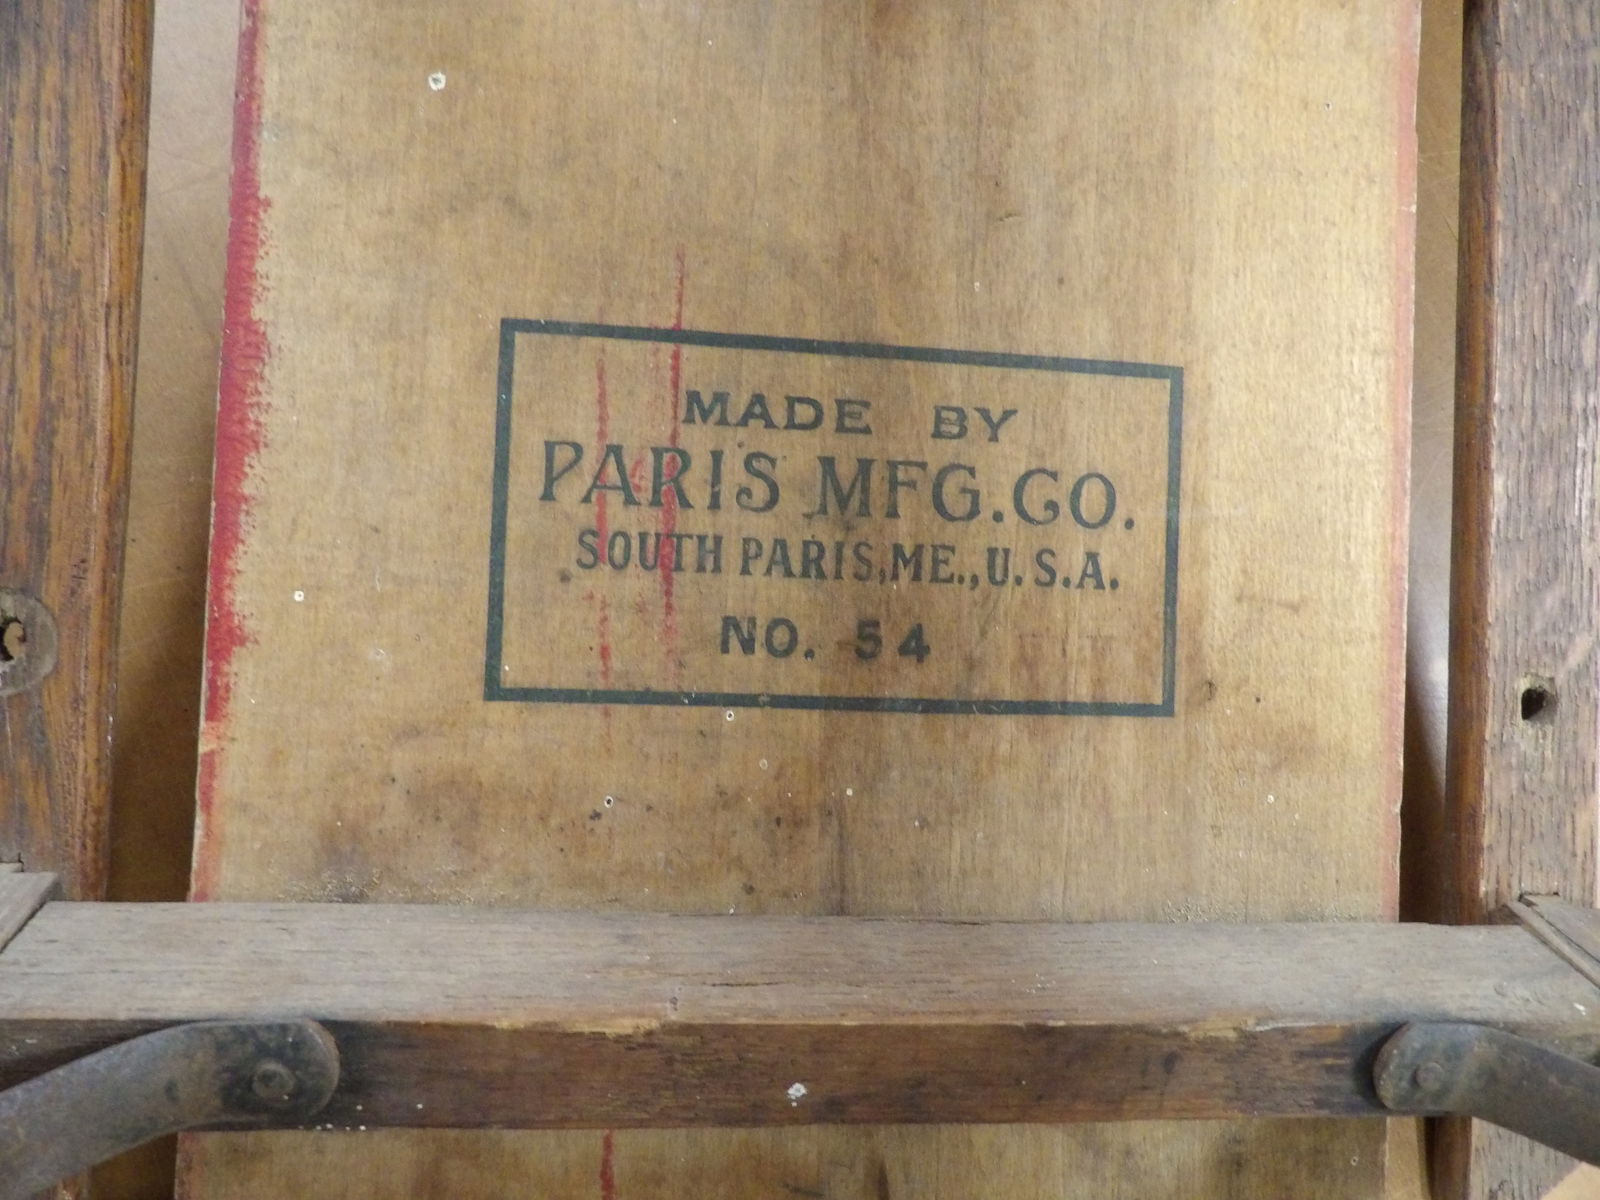 MADE BY
PARIS MFG.CO.
SOUTH PARIS,ME.,U.S.A.
NO. 54